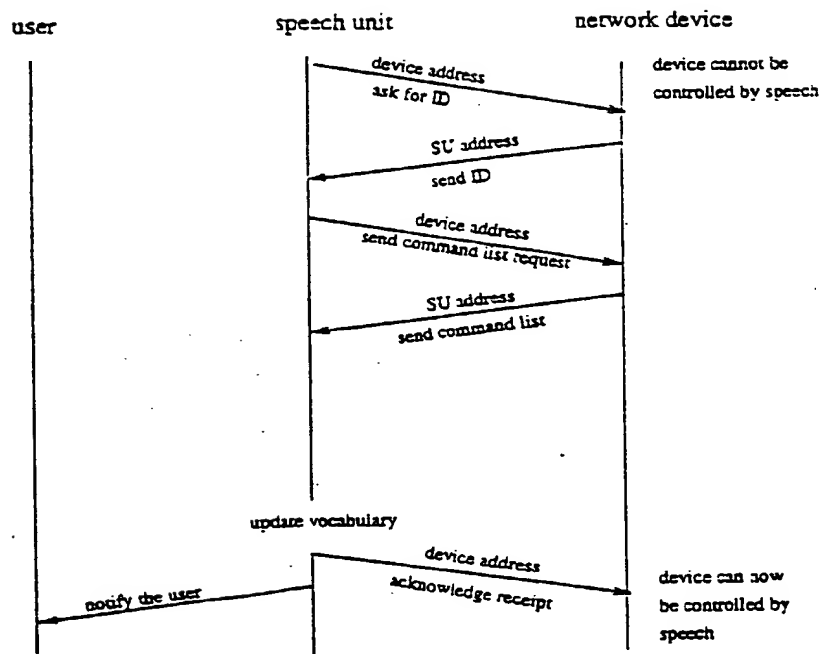 user
speech unit
network device
device address
ask for ID
device cannot be
controlled by speech
SU address
send ID
device address
send command list request
SU address
send command list
update vocabulary
device address
acknowledge receipt
notify the user
device can now
be controlled by
speech